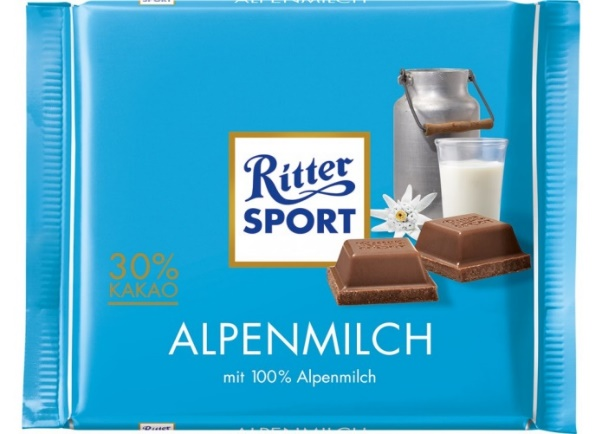 Ritter
SPORT
30%
KAKAO
ALPENMILCH
mit 100% Alpenmilch